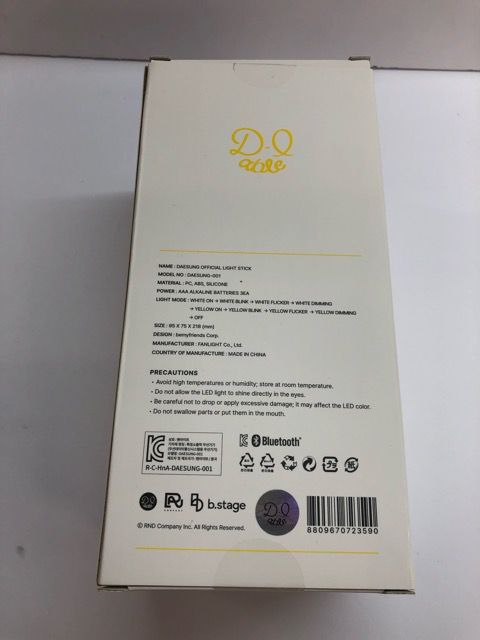 D-Q
able
NAME : DAESUNG OFFICIAL LIGHT STICK
MODEL NO : DAESUNG-001
MATERIAL : PC, ABS, SILICONE
POWER : AAA ALKALINE BATTERIES 3EA
LIGHT MODE : WHITE ON → WHITE BLINK → WHITE FLICKER → WHITE DIMMING
→ YELLOW ON → YELLOW BLINK → YELLOW FLICKER → YELLOW DIMMING
→ OFF
SIZE : 85 X 75 X 218 (mm)
DESIGN : bemyfriends Corp.
MANUFACTURER : FANLIGHT Co., Ltd.
COUNTRY OF MANUFACTURE : MADE IN CHINA
PRECAUTIONS
- Avoid high temperatures or humidity; store at room temperature.
- Do not allow the LED light to shine directly in the eyes.
- Be careful not to drop or apply excessive damage; it may affect the LED color.
- Do not swallow parts or put them in the mouth.
R-C-HnA-DAESUNG-001
Bluetooth
b.stage
D-Q
able
© RND Company Inc. All Rights Reserved.
8809670723590